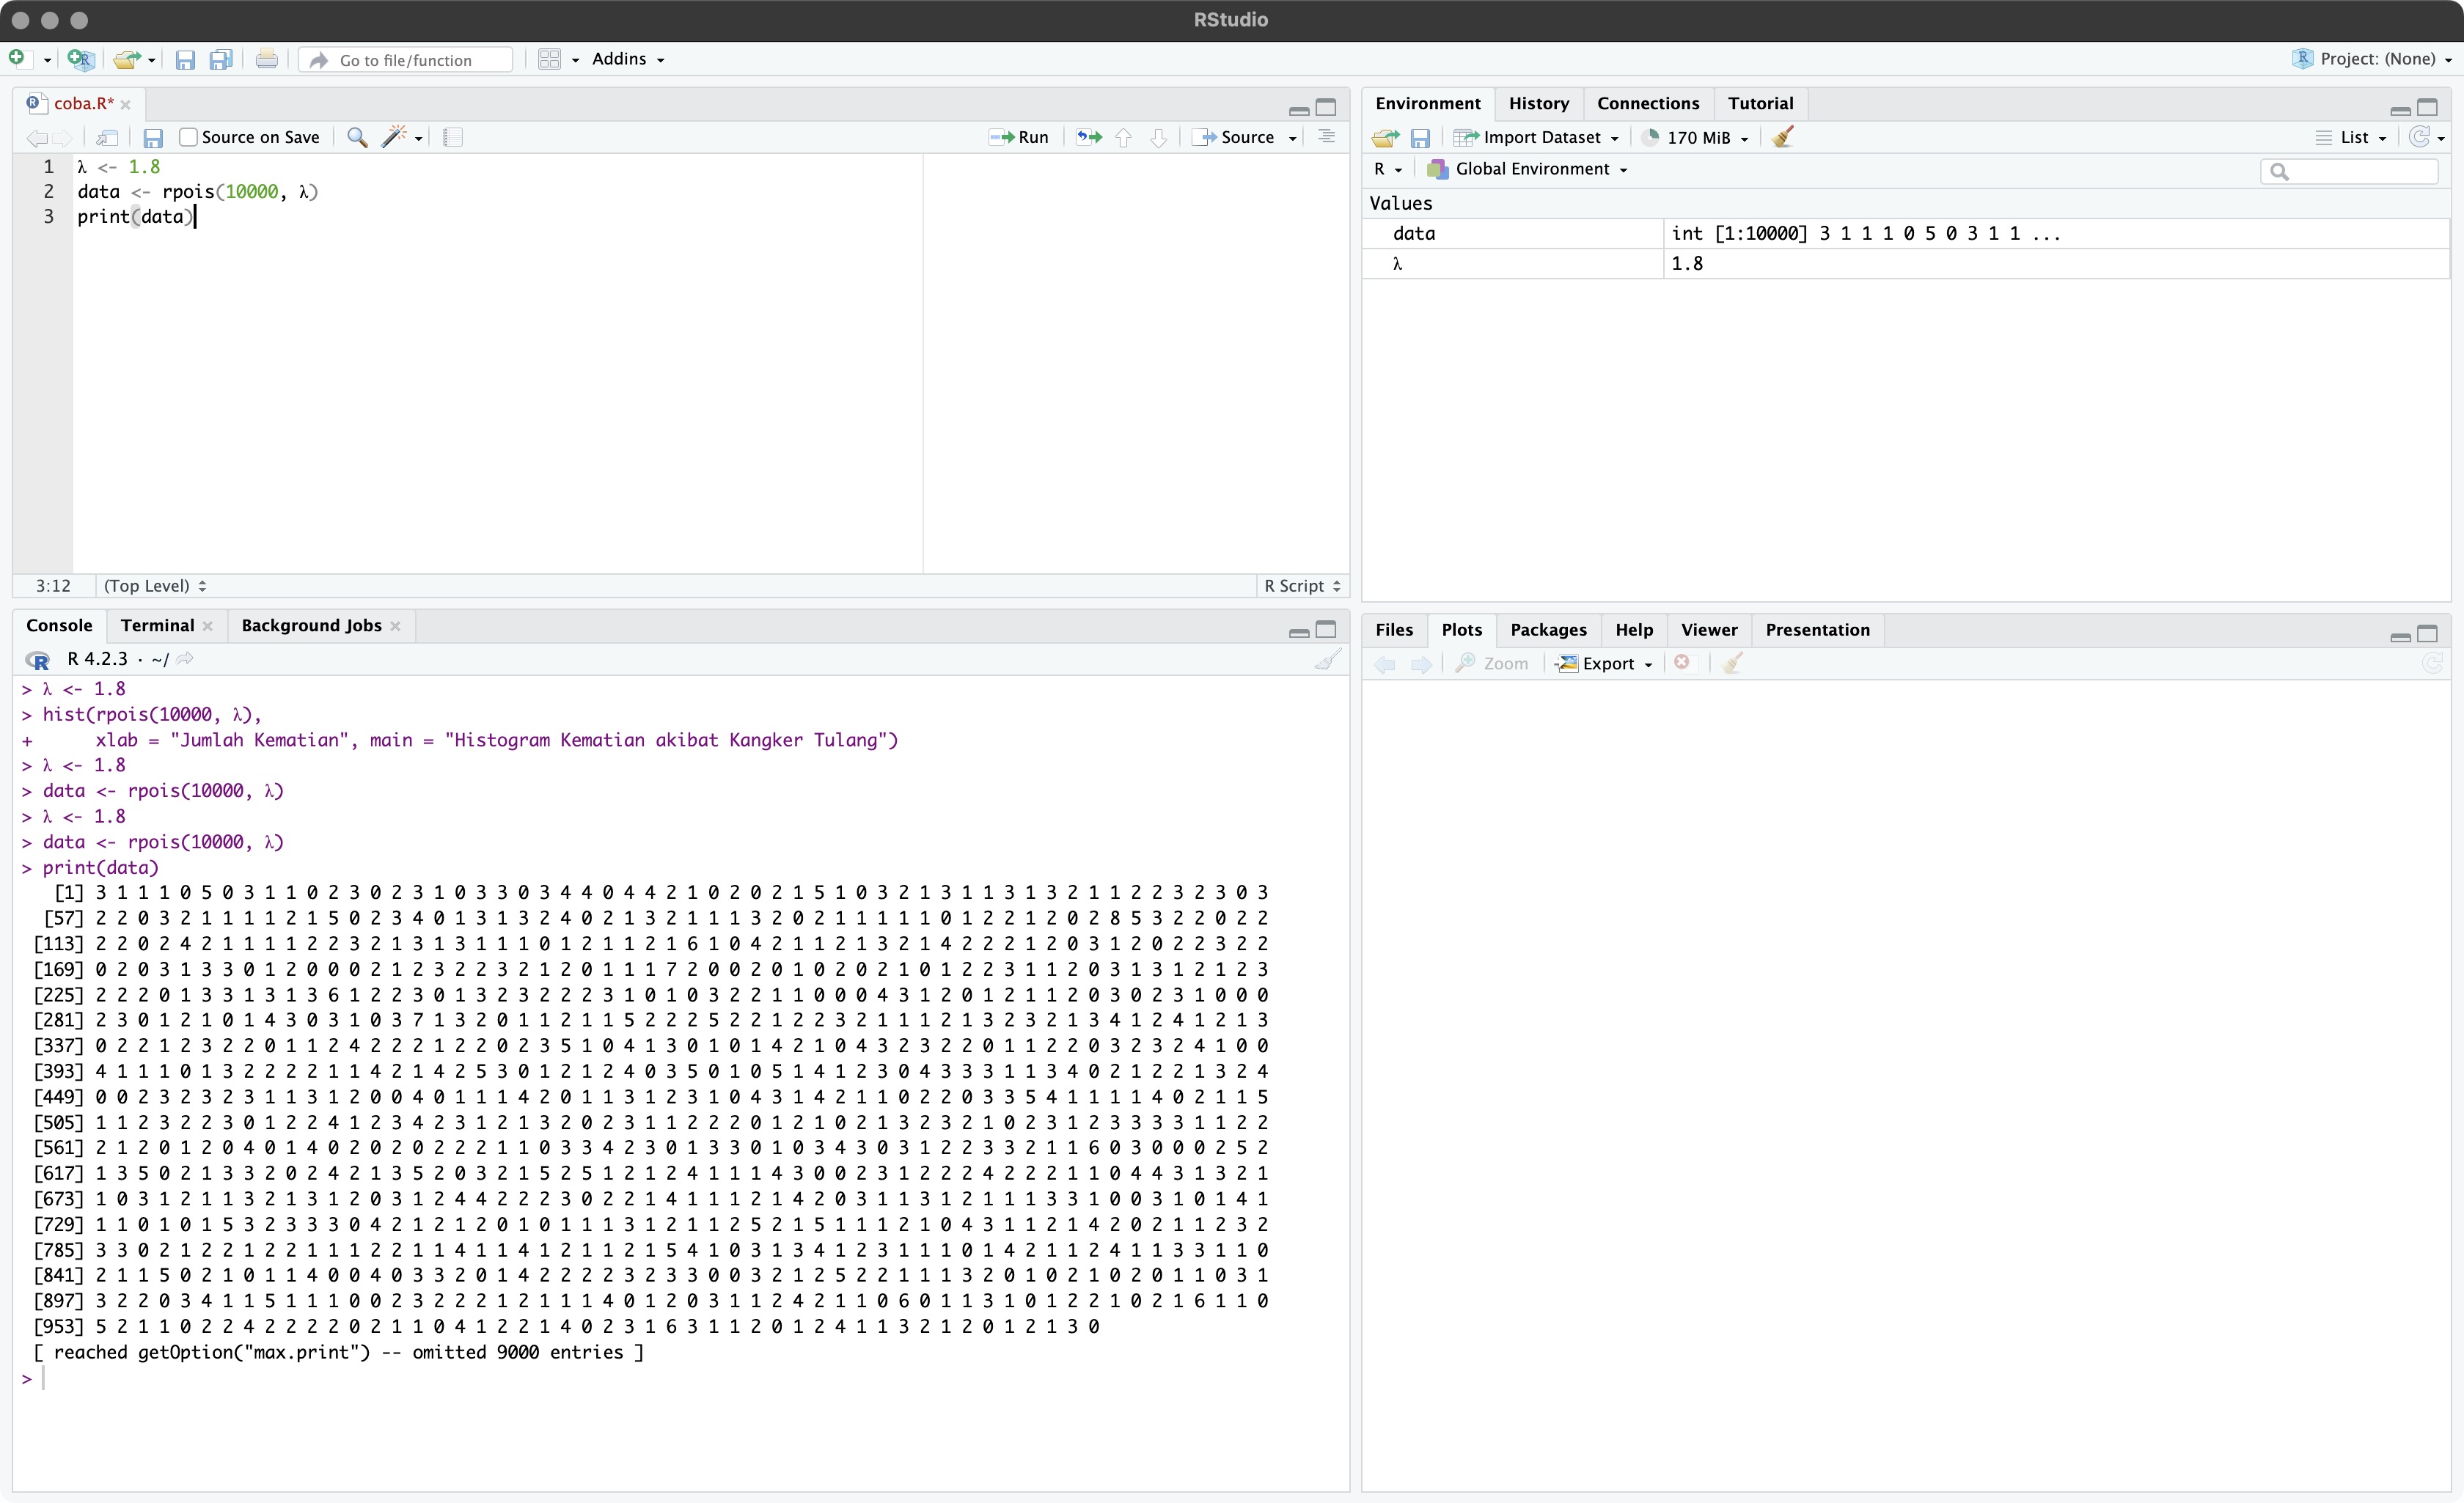 RStudio
Go to file/function
Addins
Project: (None)
coba.R*
Source on Save
Run
Source
1 λ <- 1.8
2 data <- rpois(10000, λ)
3 print(data)
3:12 (Top Level) R Script
Environment History Connections Tutorial
Import Dataset 170 MiB List
R Global Environment
Values
data int [1:10000] 3 1 1 1 0 5 0 3 1 1 ...
λ 1.8
Console Terminal Background Jobs
R 4.2.3 · ~/
> λ <- 1.8
> hist(rpois(10000, λ),
+      xlab = "Jumlah Kematian", main = "Histogram Kematian akibat Kangker Tulang")
> λ <- 1.8
> data <- rpois(10000, λ)
> λ <- 1.8
> data <- rpois(10000, λ)
> print(data)
[1] 3 1 1 1 0 5 0 3 1 1 0 2 3 0 2 3 1 0 3 3 0 3 4 4 0 4 4 2 1 0 2 0 2 1 5 1 0 3 2 1 3 1 1 3 1 3 2 1 1 2 2 3 2 3 0 3
[57] 2 2 0 3 2 1 1 1 1 2 1 5 0 2 3 4 0 1 3 1 3 2 4 0 2 1 3 2 1 1 1 3 2 0 2 1 1 1 1 1 0 1 2 2 1 2 0 2 8 5 3 2 2 0 2 2
[113] 2 2 0 2 4 2 1 1 1 1 2 2 3 2 1 3 1 3 1 1 1 0 1 2 1 1 2 1 6 1 0 4 2 1 1 2 1 3 2 1 4 2 2 2 1 2 0 3 1 2 0 2 2 3 2 2
[169] 0 2 0 3 1 3 3 0 1 2 0 0 0 2 1 2 3 2 2 3 2 1 2 0 1 1 1 7 2 0 0 2 0 1 0 2 0 2 1 0 1 2 2 3 1 1 2 0 3 1 3 1 2 1 2 3
[225] 2 2 2 0 1 3 3 1 3 1 3 6 1 2 2 3 0 1 3 2 3 2 2 2 3 1 0 1 0 3 2 2 1 1 0 0 0 4 3 1 2 0 1 2 1 1 2 0 3 0 2 3 1 0 0 0
[281] 2 3 0 1 2 1 0 1 4 3 0 3 1 0 3 7 1 3 2 0 1 1 2 1 1 5 2 2 2 5 2 2 1 2 2 3 2 1 1 1 2 1 3 2 3 2 1 3 4 1 2 4 1 2 1 3
[337] 0 2 2 1 2 3 2 2 0 1 1 2 4 2 2 2 1 2 2 0 2 3 5 1 0 4 1 3 0 1 0 1 4 2 1 0 4 3 2 3 2 2 0 1 1 2 2 0 3 2 3 2 4 1 0 0
[393] 4 1 1 1 0 1 3 2 2 2 2 1 1 4 2 1 4 2 5 3 0 1 2 1 2 4 0 3 5 0 1 0 5 1 4 1 2 3 0 4 3 3 3 1 1 3 4 0 2 1 2 2 1 3 2 4
[449] 0 0 2 3 2 3 2 3 1 1 3 1 2 0 0 4 0 1 1 1 4 2 0 1 1 3 1 2 3 1 0 4 3 1 4 2 1 1 0 2 2 0 3 3 5 4 1 1 1 1 4 0 2 1 1 5
[505] 1 1 2 3 2 2 3 0 1 2 2 4 1 2 3 4 2 3 1 2 1 3 2 0 2 3 1 1 2 2 2 0 1 2 1 0 2 1 3 2 3 2 1 0 2 3 1 2 3 3 3 3 1 1 2 2
[561] 2 1 2 0 1 2 0 4 0 1 4 0 2 0 2 0 2 2 2 1 1 0 3 3 4 2 3 0 1 3 3 0 1 0 3 4 3 0 3 1 2 2 3 3 2 1 1 6 0 3 0 0 0 2 5 2
[617] 1 3 5 0 2 1 3 3 2 0 2 4 2 1 3 5 2 0 3 2 1 5 2 5 1 2 1 2 4 1 1 1 4 3 0 0 2 3 1 2 2 2 4 2 2 2 1 1 0 4 4 3 1 3 2 1
[673] 1 0 3 1 2 1 1 3 2 1 3 1 2 0 3 1 2 4 4 2 2 2 3 0 2 2 1 4 1 1 1 2 1 4 2 0 3 1 1 3 1 2 1 1 1 3 3 1 0 0 3 1 0 1 4 1
[729] 1 1 0 1 0 1 5 3 2 3 3 3 0 4 2 1 2 1 2 0 1 0 1 1 1 3 1 2 1 1 2 5 2 1 5 1 1 1 2 1 0 4 3 1 1 2 1 4 2 0 2 1 1 2 3 2
[785] 3 3 0 2 1 2 2 1 2 2 1 1 1 2 2 1 1 4 1 1 4 1 2 1 1 2 1 5 4 1 0 3 1 3 4 1 2 3 1 1 1 0 1 4 2 1 1 2 4 1 1 3 3 1 1 0
[841] 2 1 1 5 0 2 1 0 1 1 4 0 0 4 0 3 3 2 0 1 4 2 2 2 3 2 3 3 0 0 3 2 1 2 5 2 2 1 1 1 3 2 0 1 0 2 1 0 2 0 1 1 0 3 1
[897] 3 2 2 0 3 4 1 1 5 1 1 1 0 0 2 3 2 2 2 1 2 1 1 1 4 0 1 2 0 3 1 1 2 4 2 1 1 0 6 0 1 1 3 1 0 1 2 2 1 0 2 1 6 1 1 0
[953] 5 2 1 1 0 2 2 4 2 2 2 2 0 2 1 1 0 4 1 2 2 1 4 0 2 3 1 6 3 1 1 2 0 1 2 4 1 1 3 2 1 2 0 1 2 1 3 0
[ reached getOption("max.print") -- omitted 9000 entries ]
>
Files Plots Packages Help Viewer Presentation
Zoom Export